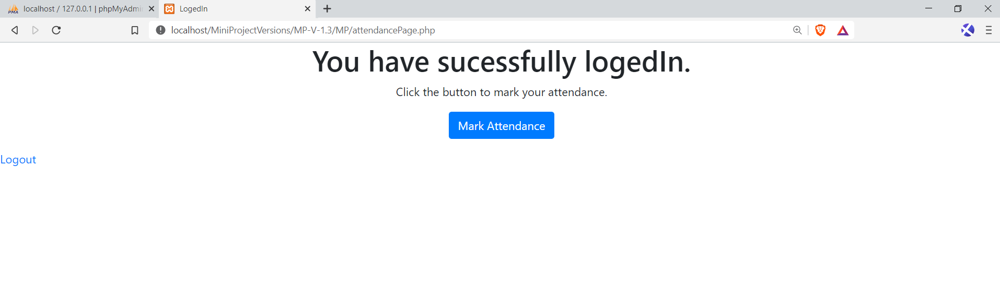 PMA localhost / 127.0.0.1 | phpMyAdmi
LogedIn
localhost/MiniProjectVersions/MP-V-1.3/MP/attendancePage.php
You have sucessfully logedIn.
Click the button to mark your attendance.
Mark Attendance
Logout